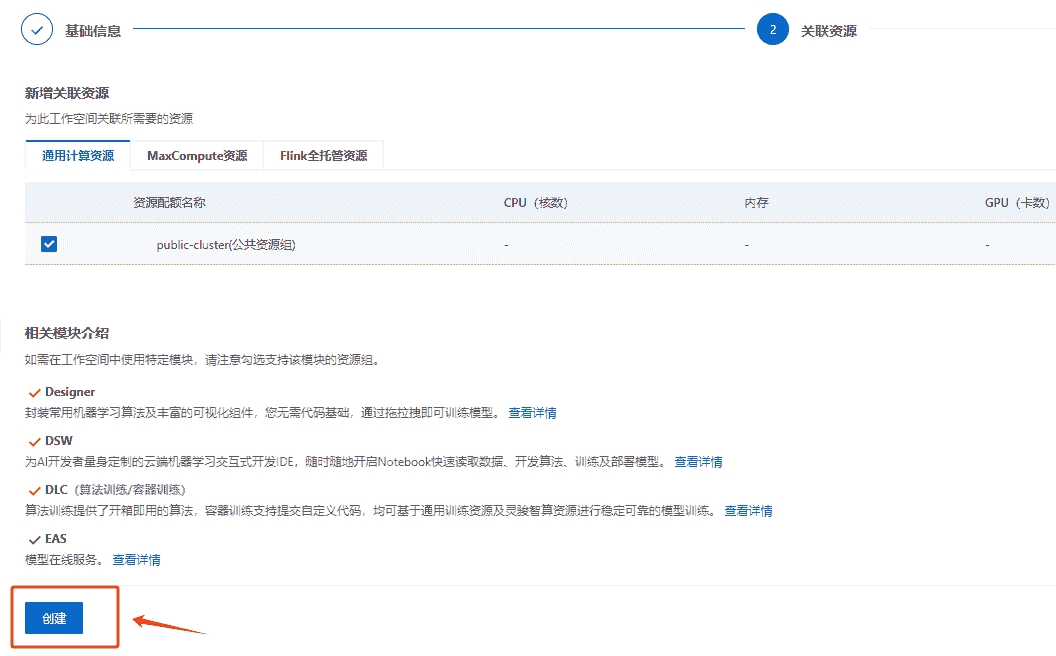 基础信息
2 关联资源
新增关联资源
为此工作空间关联所需要的资源
通用计算资源 MaxCompute资源 Flink全托管资源
资源配额名称 CPU（核数） 内存 GPU（卡数）
public-cluster(公共资源组) - - -
相关模块介绍
如需在工作空间中使用特定模块，请注意勾选支持该模块的资源组。
Designer
封装常用机器学习算法及丰富的可视化组件，您无需代码基础，通过拖拉拽即可训练模型。 查看详情
DSW
为AI开发者量身定制的云端机器学习交互式开发IDE，随时随地开启Notebook快速读取数据、开发算法、训练及部署模型。 查看详情
DLC（算法训练/容器训练）
算法训练提供了开箱即用的算法，容器训练支持提交自定义代码，均可基于通用训练资源及灵骏智算资源进行稳定可靠的模型训练。 查看详情
EAS
模型在线服务。 查看详情
创建